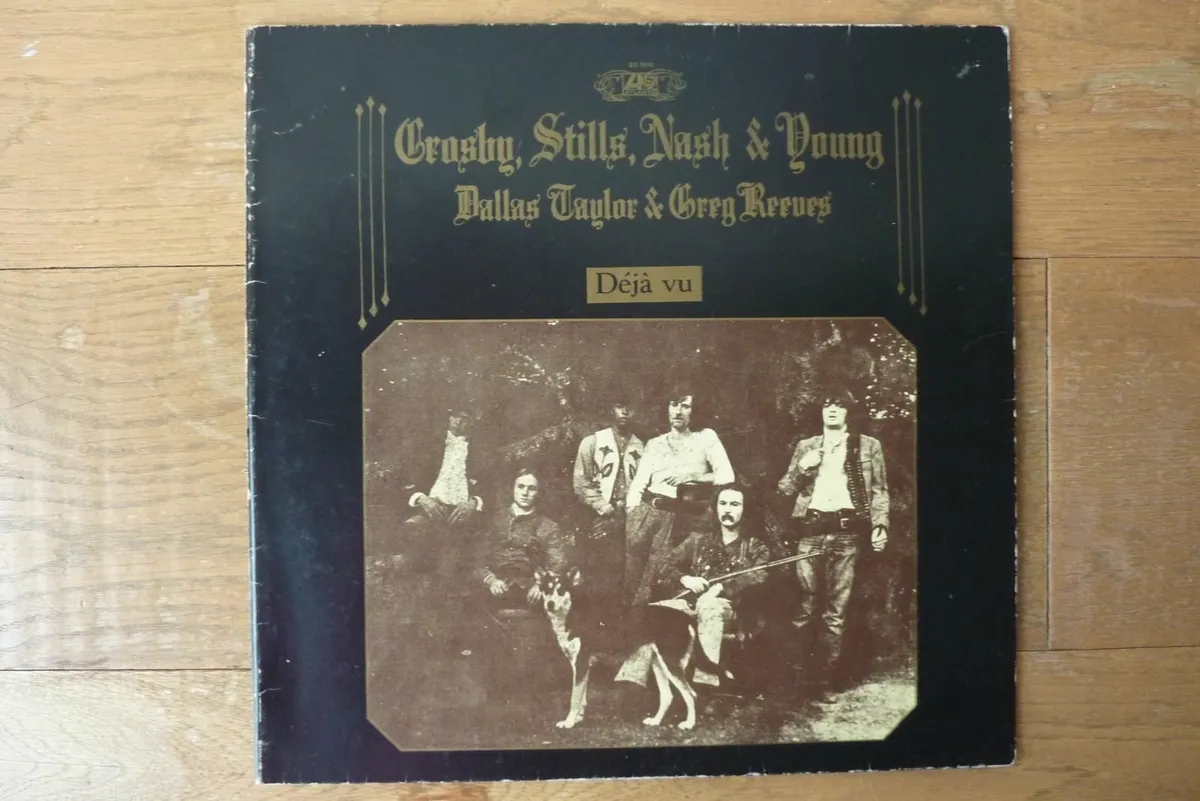 Crosby, Stills, Nash & Young
Dallas Taylor & Greg Reeves
Déjà vu